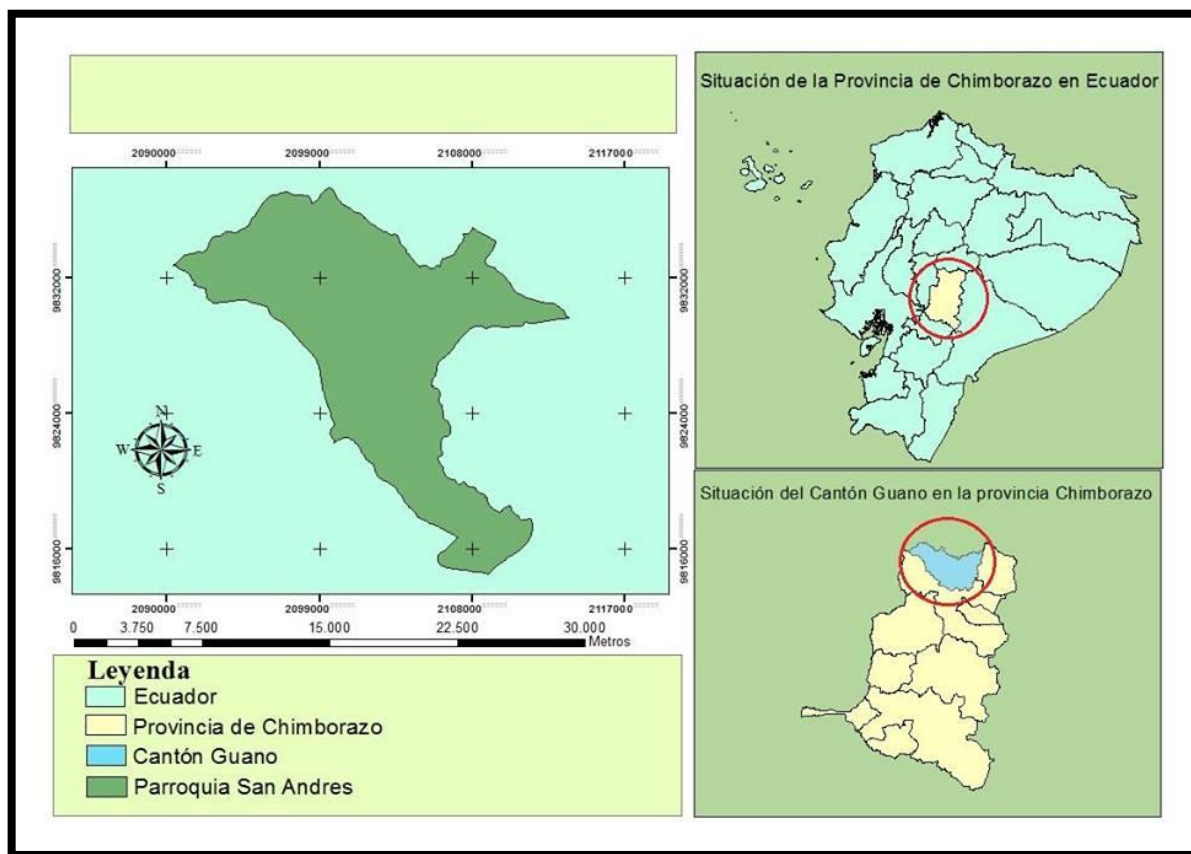 Situación de la Provincia de Chimborazo en Ecuador
2090000 2099000 2108000 2117000
9832000 9832000
9824000 9824000
9816000 9816000
N
W E
S
2090000 2099000 2108000 2117000
0 3.750 7.500 15.000 22.500 30.000
Metros
Situación del Cantón Guano en la provincia Chimborazo
Leyenda
Ecuador
Provincia de Chimborazo
Cantón Guano
Parroquia San Andres